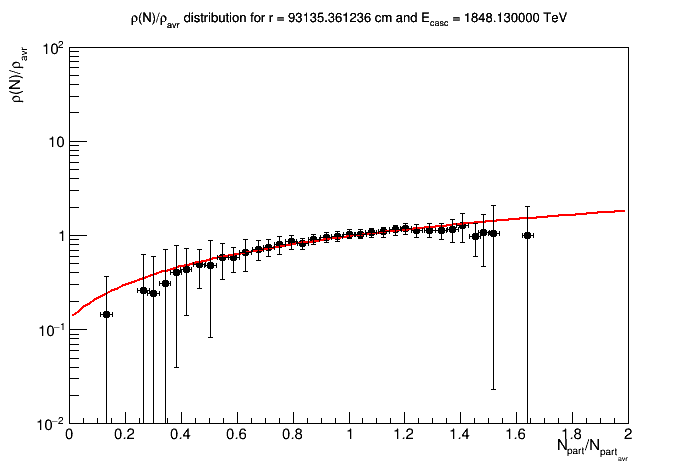 ρ(N)/ρavr distribution for r = 93135.361236 cm and Ecasc = 1848.130000 TeV
ρ(N)/ρavr
10²
10
1
10⁻¹
10⁻²
0 0.2 0.4 0.6 0.8 1 1.2 1.4 1.6 1.8 2
Npart/Npartavr